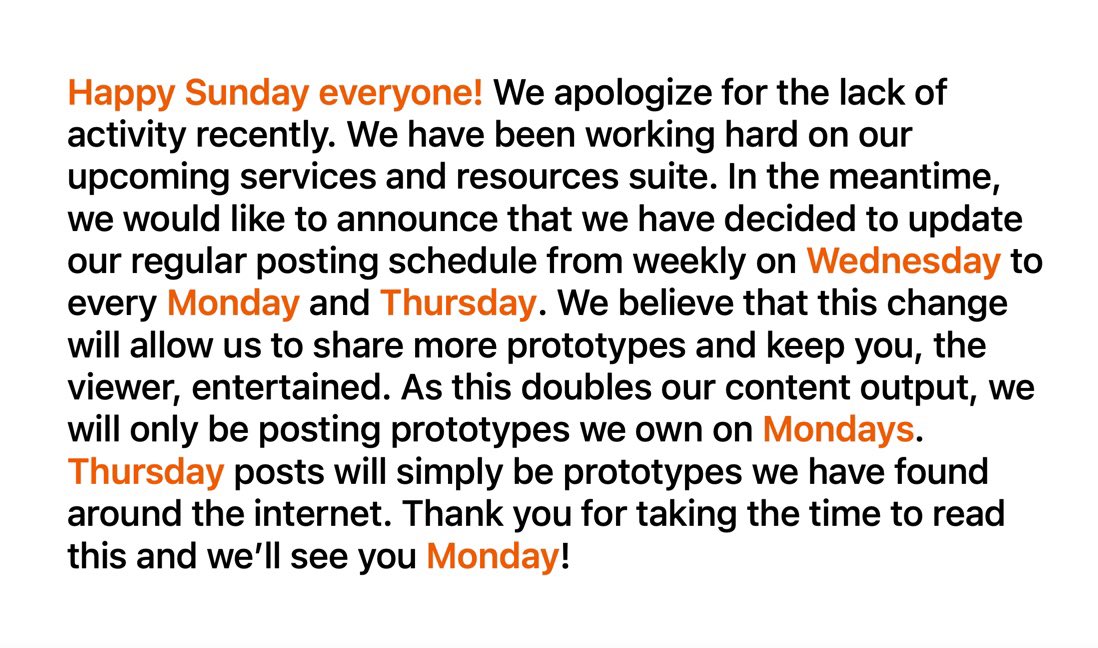 Happy Sunday everyone! We apologize for the lack of
activity recently. We have been working hard on our
upcoming services and resources suite. In the meantime,
we would like to announce that we have decided to update
our regular posting schedule from weekly on Wednesday to
every Monday and Thursday. We believe that this change
will allow us to share more prototypes and keep you, the
viewer, entertained. As this doubles our content output, we
will only be posting prototypes we own on Mondays.
Thursday posts will simply be prototypes we have found
around the internet. Thank you for taking the time to read
this and we’ll see you Monday!